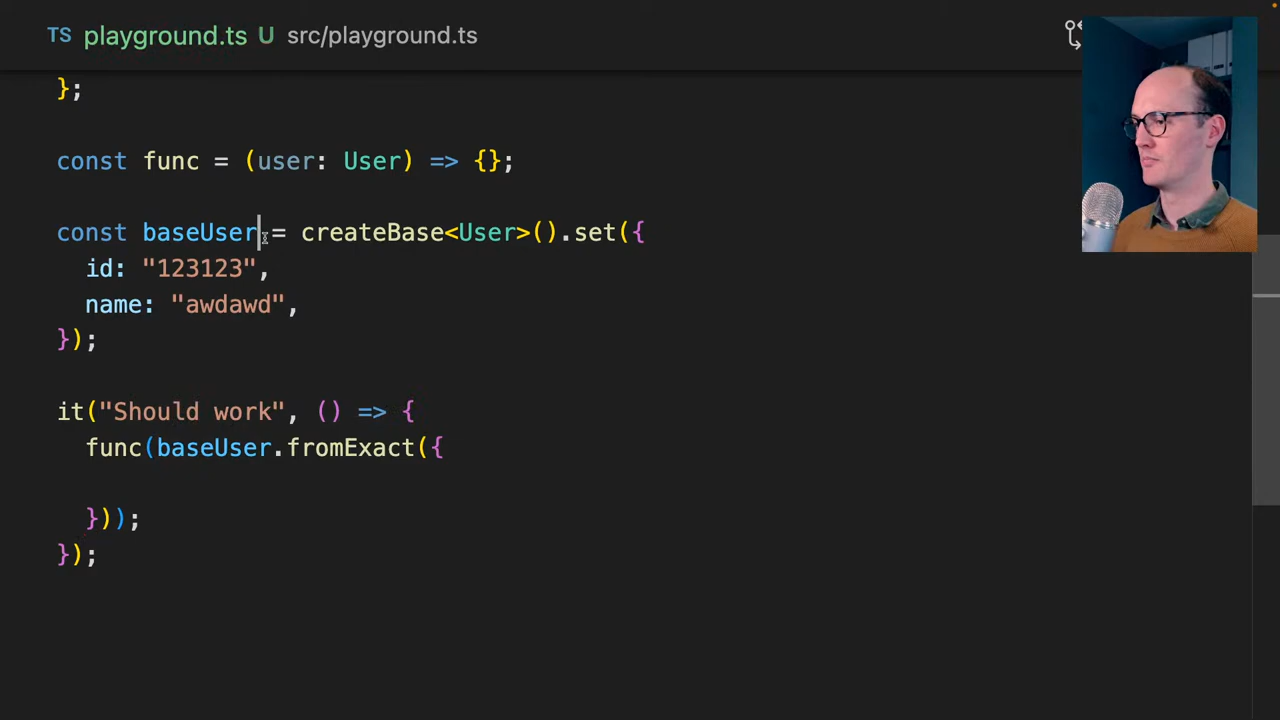 TS playground.ts U src/playground.ts
};
const func = (user: User) => {};
const baseUser = createBase<User>().set({
id: "123123",
name: "awdawd",
});
it("Should work", () => {
func(baseUser.fromExact({
}));
});